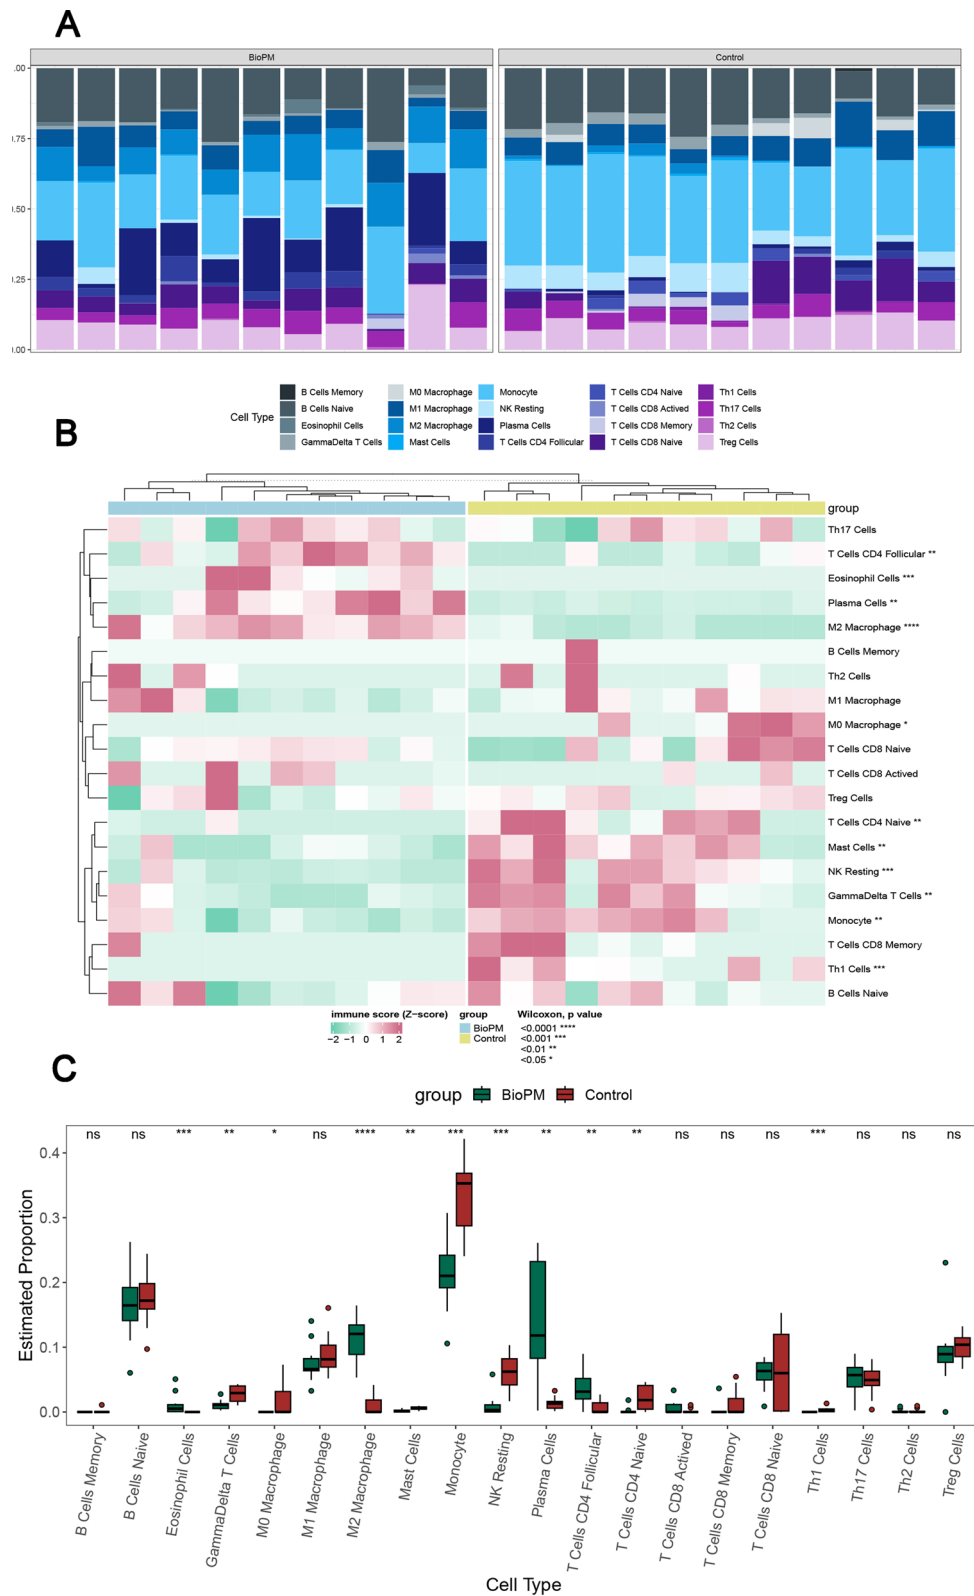 A
BioPM
Control
.00
0.75
0.50
0.25
0.00
Cell Type
B Cells Memory
B Cells Naive
Eosinophil Cells
GammaDelta T Cells
M0 Macrophage
M1 Macrophage
M2 Macrophage
Mast Cells
Monocyte
NK Resting
Plasma Cells
T Cells CD4 Follicular
T Cells CD4 Naive
T Cells CD8 Actived
T Cells CD8 Memory
T Cells CD8 Naive
Th1 Cells
Th17 Cells
Th2 Cells
Treg Cells
B
group
Th17 Cells
T Cells CD4 Follicular **
Eosinophil Cells ***
Plasma Cells **
M2 Macrophage ****
B Cells Memory
Th2 Cells
M1 Macrophage
M0 Macrophage *
T Cells CD8 Naive
T Cells CD8 Actived
Treg Cells
T Cells CD4 Naive **
Mast Cells **
NK Resting ***
GammaDelta T Cells **
Monocyte **
T Cells CD8 Memory
Th1 Cells ***
B Cells Naive
immune score (Z-score)
−2 −1 0 1 2
group
BioPM
Control
Wilcoxon, p value
<0.0001 ****
<0.001 ***
<0.01 **
<0.05 *
C
group BioPM Control
ns ns *** ** * ns **** ** *** *** ** ** ** ns ns ns *** ns ns ns
Estimated Proportion
0.4
0.3
0.2
0.1
0.0
B Cells Memory
B Cells Naive
Eosinophil Cells
GammaDelta T Cells
M0 Macrophage
M1 Macrophage
M2 Macrophage
Mast Cells
Monocyte
NK Resting
Plasma Cells
T Cells CD4 Follicular
T Cells CD4 Naive
T Cells CD8 Actived
T Cells CD8 Memory
T Cells CD8 Naive
Th1 Cells
Th17 Cells
Th2 Cells
Treg Cells
Cell Type